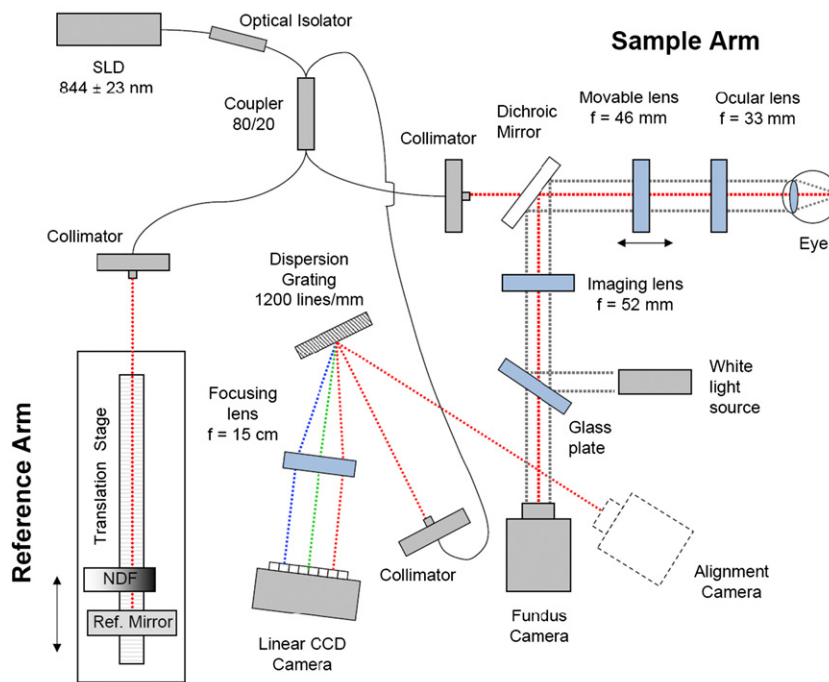 Optical Isolator
SLD
844 ± 23 nm
Coupler
80/20
Sample Arm
Movable lens
f = 46 mm
Ocular lens
f = 33 mm
Dichroic
Mirror
Collimator
Eye
Collimator
Dispersion
Grating
1200 lines/mm
Imaging lens
f = 52 mm
White
light
source
Glass
plate
Focusing
lens
f = 15 cm
Reference Arm
Translation Stage
NDF
Ref. Mirror
Collimator
Linear CCD
Camera
Fundus
Camera
Alignment
Camera